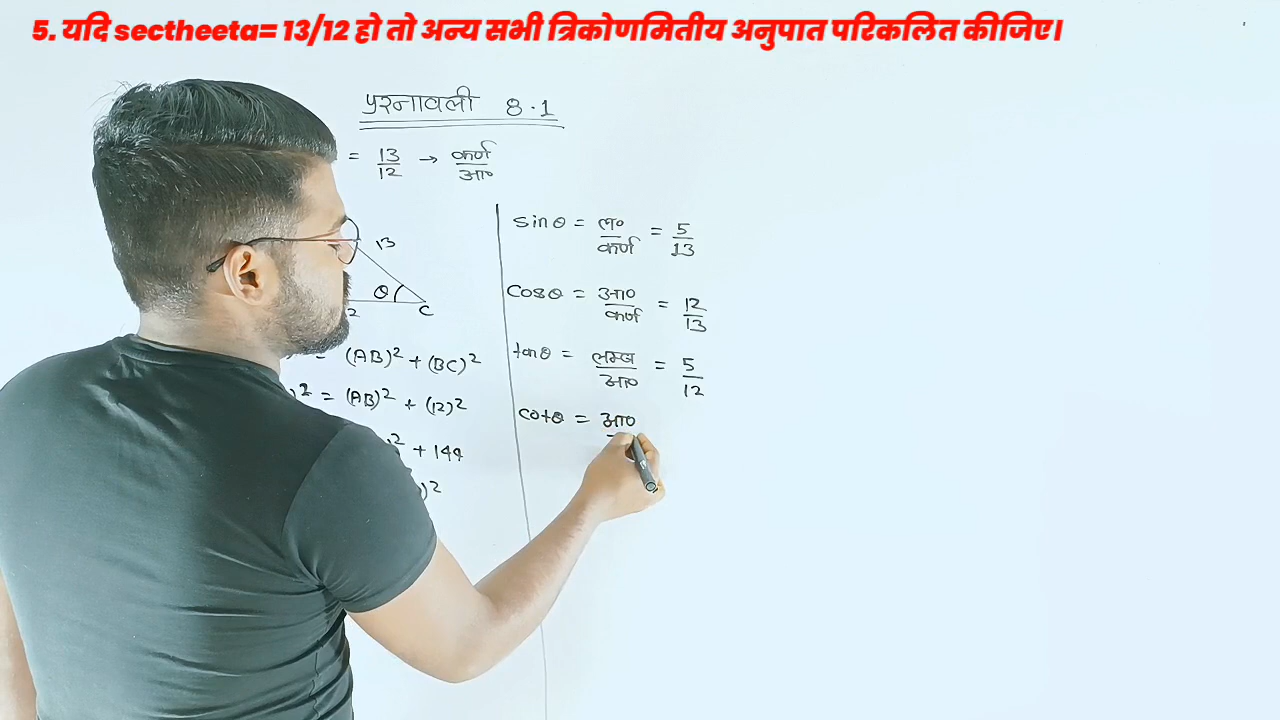 5. यदि sectheeta= 13/12 हो तो अन्य सभी त्रिकोणमितीय अनुपात परिकलित कीजिए।
प्रश्नावली 8.1
= 13/12 → कर्ण/आ०
13
θ
C
2
= (AB)² + (BC)²
² = (AB)² + (12)²
² + 144
)²
sinθ = ल०/कर्ण = 5/13
cosθ = आ०/कर्ण = 12/13
tanθ = लम्ब/आ० = 5/12
cotθ = आ०